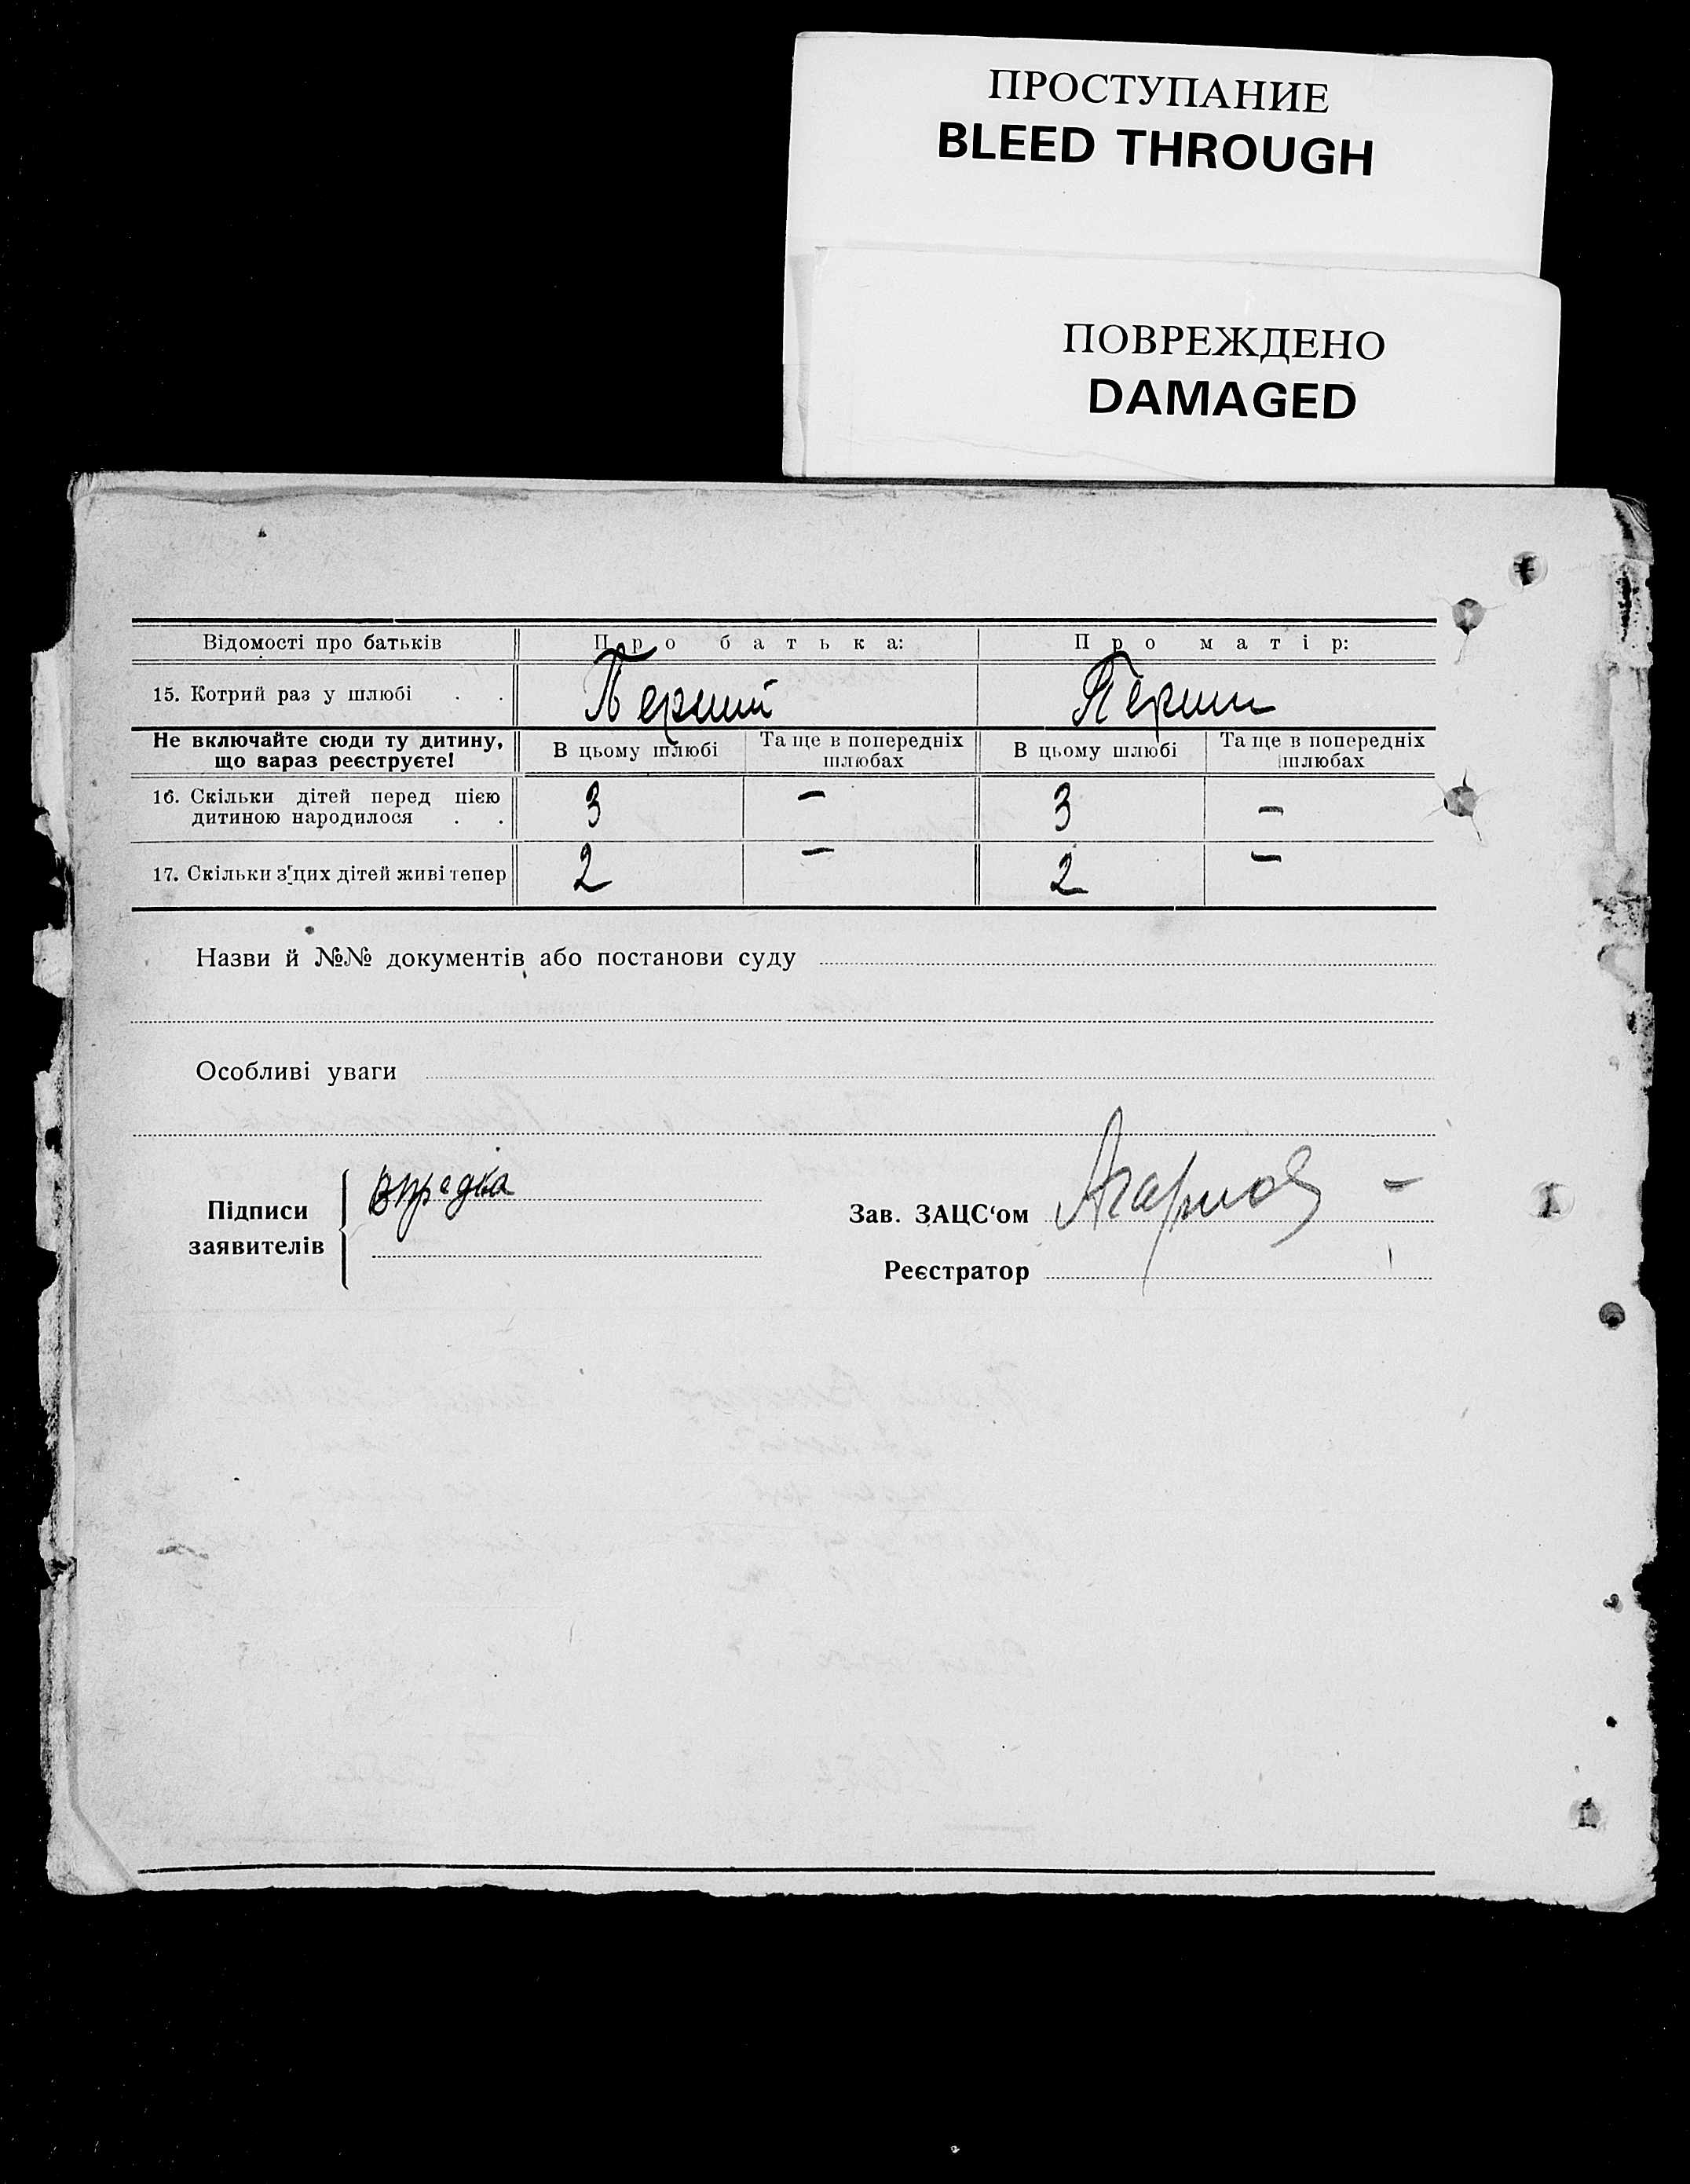 ПРОСТУПАНИЕ
BLEED THROUGH
ПОВРЕЖДЕНО
DAMAGED
Відомості про батьків Про батька: Про матір:
15. Котрий раз у шлюбі . . Перший Перши
Не включайте сюди ту дитину, що зараз реєструєте! В цьому шлюбі Та ще в попередніх шлюбах В цьому шлюбі Та ще в попередніх шлюбах
16. Скільки дітей перед цією дитиною народилося . . 3 – 3 –
17. Скільки з цих дітей живі тепер 2 – 2 –
Назви й №№ документів або постанови суду
Особливі уваги
Підписи заявителів
Зав. ЗАЦС‘ом
Реєстратор